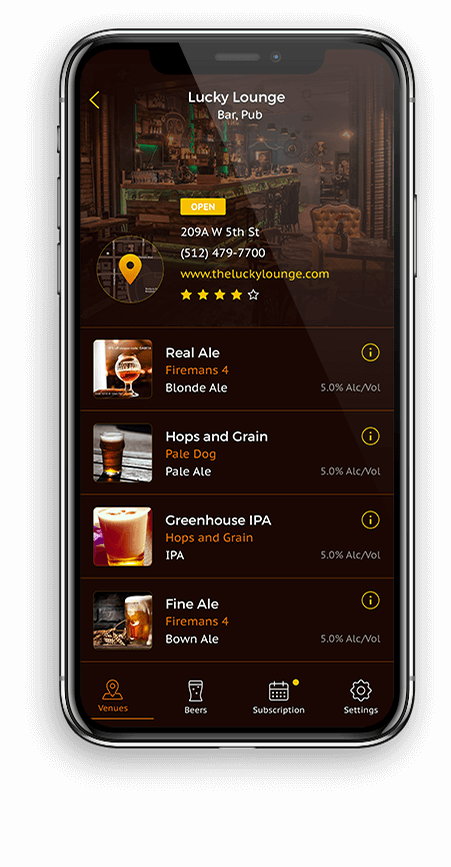 Lucky Lounge
Bar, Pub
OPEN
209A W 5th St
(512) 479-7700
www.theluckylounge.com
Real Ale
Firemans 4
Blonde Ale
5.0% Alc/Vol
Hops and Grain
Pale Dog
Pale Ale
5.0% Alc/Vol
Greenhouse IPA
Hops and Grain
IPA
5.0% Alc/Vol
Fine Ale
Firemans 4
Bown Ale
5.0% Alc/Vol
Venues
Beers
Subscription
Settings